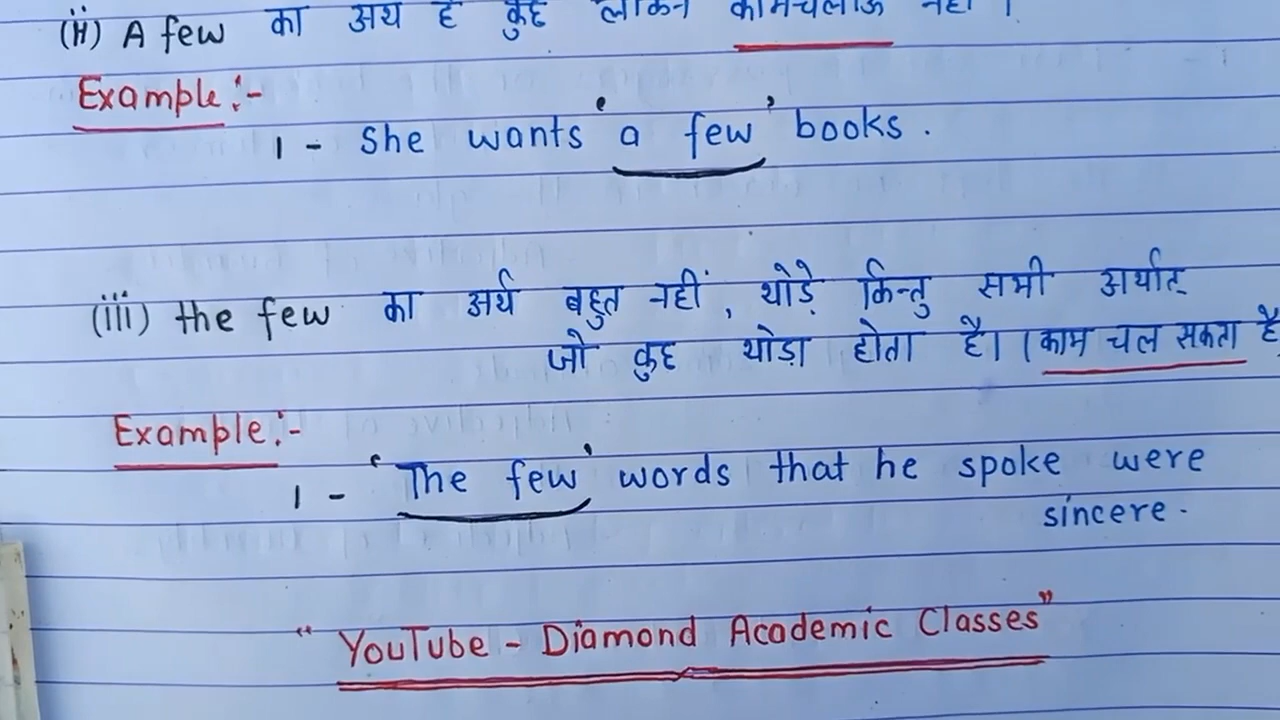 (ii) A few का अर्थ है कुछ लेकिन कामचलाऊ नहीं ।
Example :-
1 - She wants 'a few' books .
(iii) the few का अर्थ बहुत नहीं, थोड़े किन्तु सभी अर्थात्
जो कुछ थोड़ा होता है। (काम चल सकता है
Example :-
1 - 'The few' words that he spoke were
sincere .
"YouTube - Diamond Academic Classes"